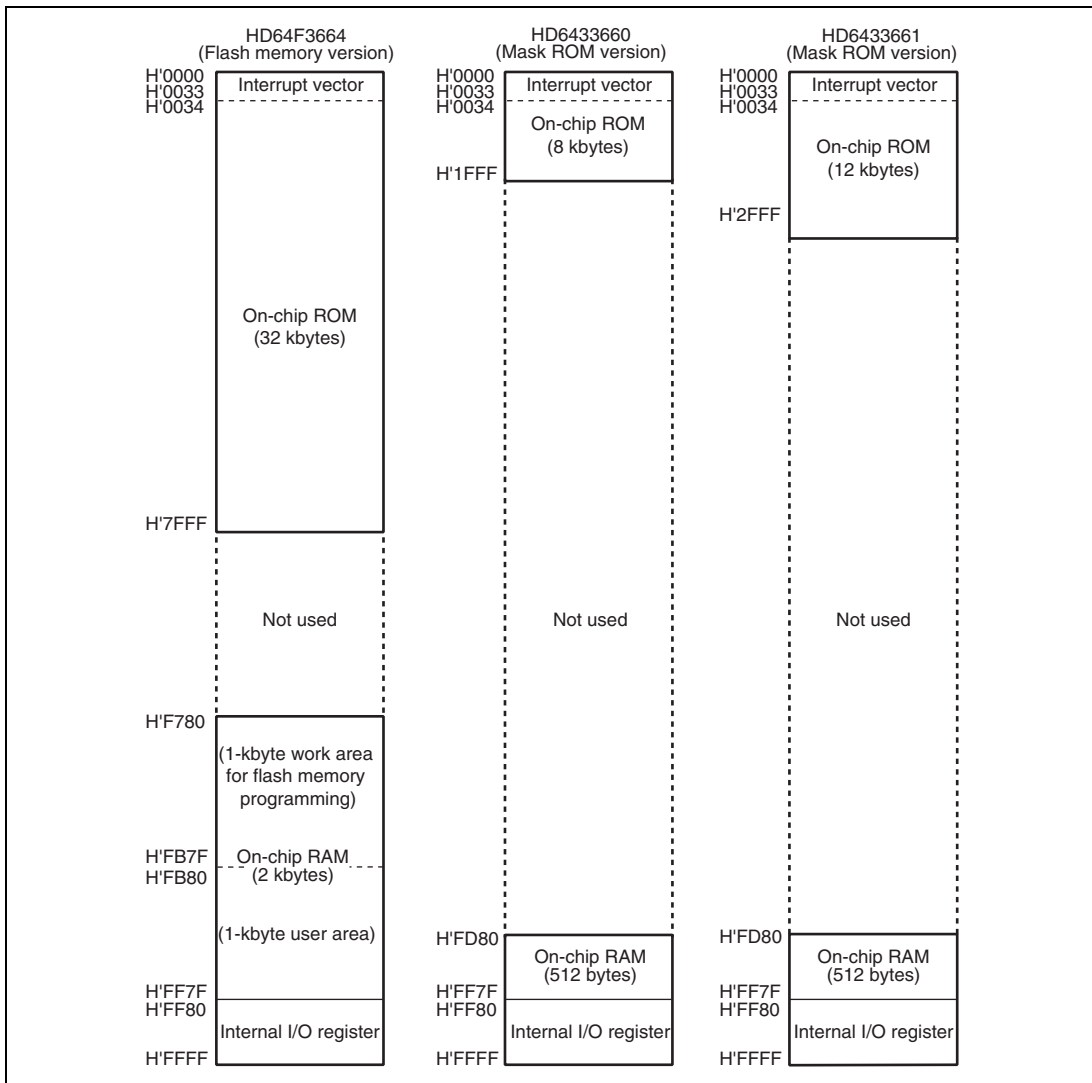 HD64F3664
(Flash memory version)
H'0000
H'0033
H'0034
Interrupt vector
On-chip ROM
(32 kbytes)
H'7FFF
Not used
H'F780
(1-kbyte work area
for flash memory
programming)
H'FB7F
H'FB80
On-chip RAM
(2 kbytes)
(1-kbyte user area)
H'FF7F
H'FF80
Internal I/O register
H'FFFF
HD6433660
(Mask ROM version)
H'0000
H'0033
H'0034
Interrupt vector
On-chip ROM
(8 kbytes)
H'1FFF
Not used
H'FD80
On-chip RAM
(512 bytes)
H'FF7F
H'FF80
Internal I/O register
H'FFFF
HD6433661
(Mask ROM version)
H'0000
H'0033
H'0034
Interrupt vector
On-chip ROM
(12 kbytes)
H'2FFF
Not used
H'FD80
On-chip RAM
(512 bytes)
H'FF7F
H'FF80
Internal I/O register
H'FFFF